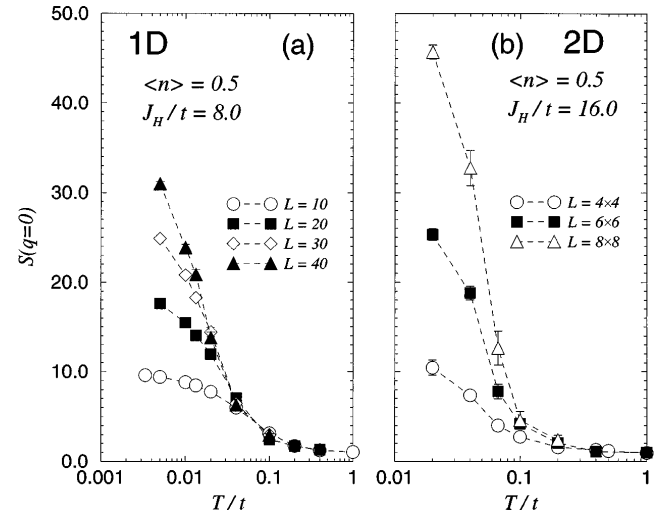 50.0
40.0
30.0
20.0
10.0
0.0
S(q=0)
1D (a)
<n> = 0.5
J_H / t = 8.0
L = 10
L = 20
L = 30
L = 40
0.001 0.01 0.1 1
T / t
(b) 2D
<n> = 0.5
J_H / t = 16.0
L = 4×4
L = 6×6
L = 8×8
0.01 0.1 1
T / t